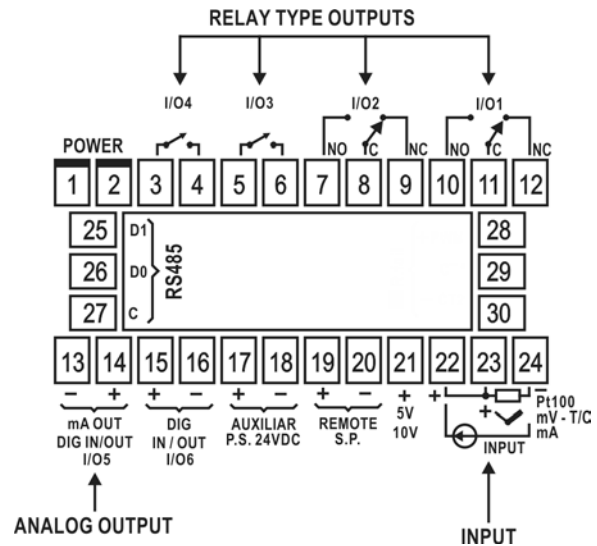 RELAY TYPE OUTPUTS
I/O4 I/O3 I/O2 I/O1
POWER NO C NC NO C NC
1 2 3 4 5 6 7 8 9 10 11 12
25 D1 28
26 D0 RS485 29
27 C 30
13 14 15 16 17 18 19 20 21 22 23 24
− + + − + − + − + + −
mA OUT DIG AUXILIAR REMOTE 5V + Pt100
DIG IN/OUT IN / OUT P.S. 24VDC S.P. 10V mV - T/C
I/O5 I/O6 INPUT mA
ANALOG OUTPUT INPUT